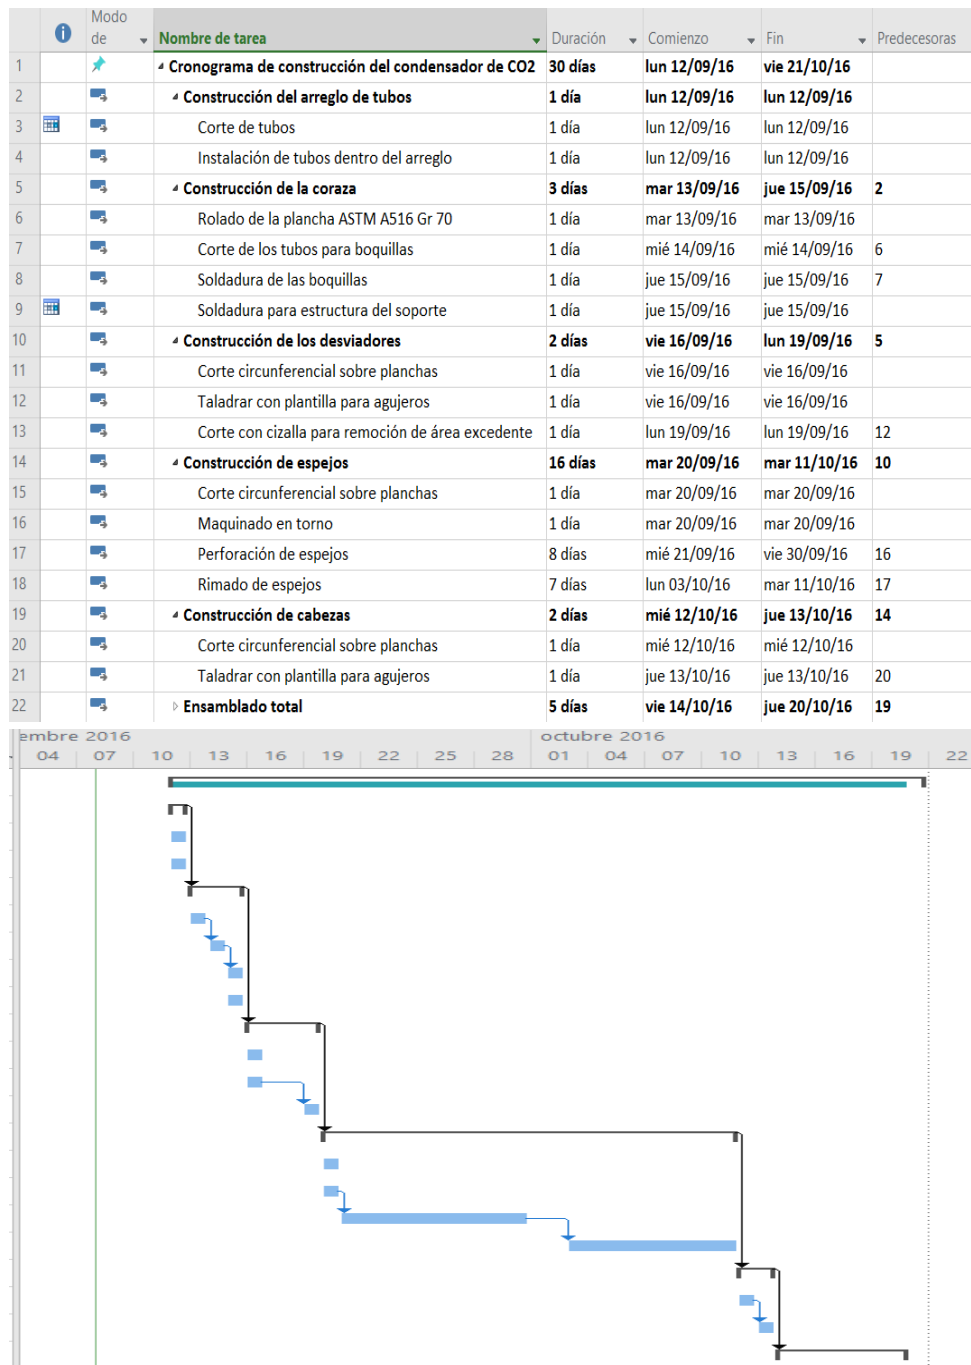 Modo de Nombre de tarea Duración Comienzo Fin Predecesoras
1 Cronograma de construcción del condensador de CO2 30 días lun 12/09/16 vie 21/10/16
2 Construcción del arreglo de tubos 1 día lun 12/09/16 lun 12/09/16
3 Corte de tubos 1 día lun 12/09/16 lun 12/09/16
4 Instalación de tubos dentro del arreglo 1 día lun 12/09/16 lun 12/09/16
5 Construcción de la coraza 3 días mar 13/09/16 jue 15/09/16 2
6 Rolado de la plancha ASTM A516 Gr 70 1 día mar 13/09/16 mar 13/09/16
7 Corte de los tubos para boquillas 1 día mié 14/09/16 mié 14/09/16 6
8 Soldadura de las boquillas 1 día jue 15/09/16 jue 15/09/16 7
9 Soldadura para estructura del soporte 1 día jue 15/09/16 jue 15/09/16
10 Construcción de los desviadores 2 días vie 16/09/16 lun 19/09/16 5
11 Corte circunferencial sobre planchas 1 día vie 16/09/16 vie 16/09/16
12 Taladrar con plantilla para agujeros 1 día vie 16/09/16 vie 16/09/16
13 Corte con cizalla para remoción de área excedente 1 día lun 19/09/16 lun 19/09/16 12
14 Construcción de espejos 16 días mar 20/09/16 mar 11/10/16 10
15 Corte circunferencial sobre planchas 1 día mar 20/09/16 mar 20/09/16
16 Maquinado en torno 1 día mar 20/09/16 mar 20/09/16
17 Perforación de espejos 8 días mié 21/09/16 vie 30/09/16 16
18 Rimado de espejos 7 días lun 03/10/16 mar 11/10/16 17
19 Construcción de cabezas 2 días mié 12/10/16 jue 13/10/16 14
20 Corte circunferencial sobre planchas 1 día mié 12/10/16 mié 12/10/16
21 Taladrar con plantilla para agujeros 1 día jue 13/10/16 jue 13/10/16 20
22 Ensamblado total 5 días vie 14/10/16 jue 20/10/16 19
embre 2016 octubre 2016
04 07 10 13 16 19 22 25 28 01 04 07 10 13 16 19 22